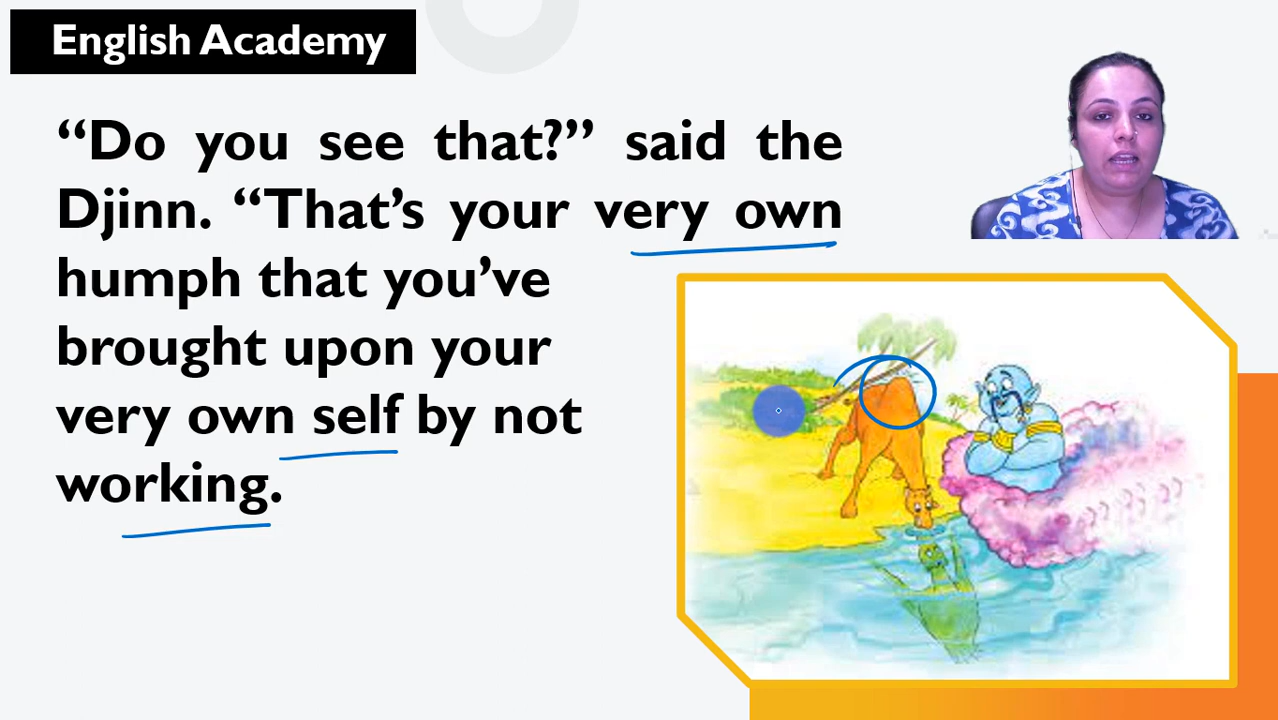 English Academy
“Do you see that?” said the
Djinn. “That’s your very own
humph that you’ve
brought upon your
very own self by not
working.